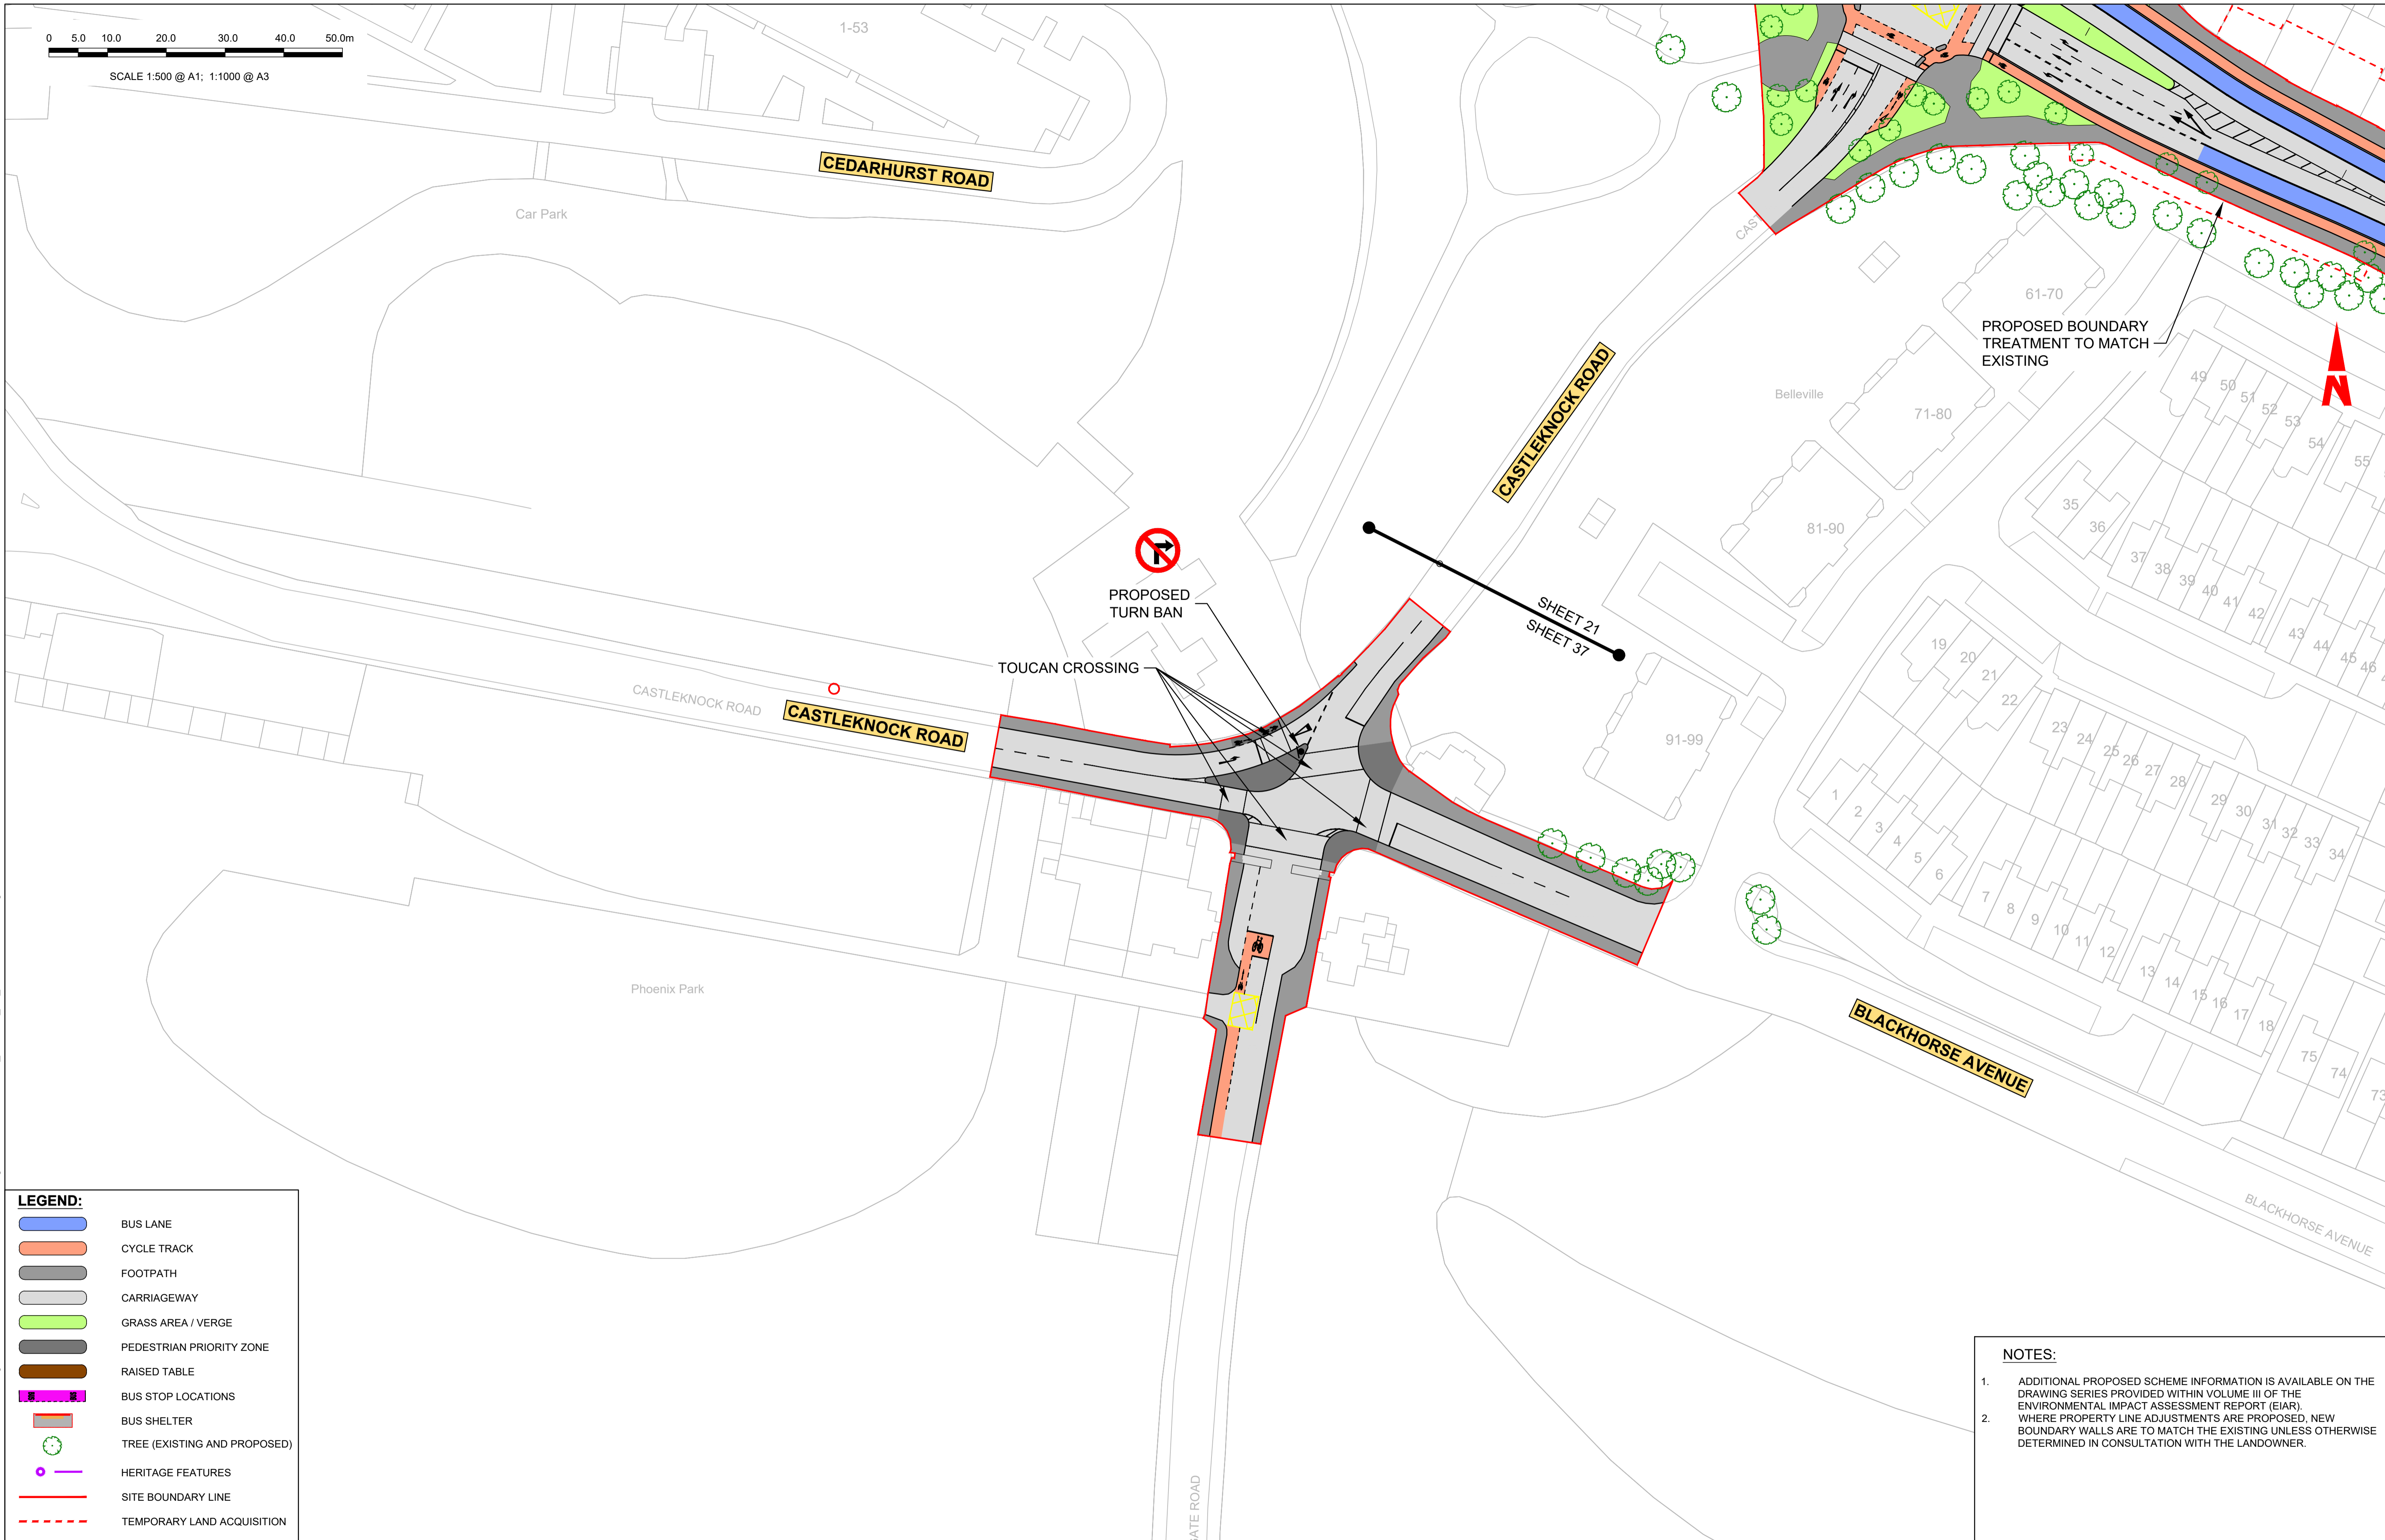 0 5.0 10.0 20.0 30.0 40.0 50.0m
SCALE 1:500 @ A1; 1:1000 @ A3
1-53
CEDARHURST ROAD
Car Park
CASTLEKNOCK ROAD
61-70
PROPOSED BOUNDARY
TREATMENT TO MATCH
EXISTING
N
Belleville
71-80
81-90
91-99
49
50
51
52
53
54
55
35
36
37
38
39
40
41
42
43
44
45
46
SHEET 21
SHEET 37
PROPOSED
TURN BAN
TOUCAN CROSSING
CASTLEKNOCK ROAD
CASTLEKNOCK ROAD
19
20
21
22
23
24
25
26
27
28
29
30
31
32
33
34
1
2
3
4
5
6
7
8
9
10
11
12
13
14
15
16
17
18
75
74
73
Phoenix Park
BLACKHORSE AVENUE
BLACKHORSE AVENUE
GATE ROAD
LEGEND:
BUS LANE
CYCLE TRACK
FOOTPATH
CARRIAGEWAY
GRASS AREA / VERGE
PEDESTRIAN PRIORITY ZONE
RAISED TABLE
BUS STOP LOCATIONS
BUS SHELTER
TREE (EXISTING AND PROPOSED)
HERITAGE FEATURES
SITE BOUNDARY LINE
TEMPORARY LAND ACQUISITION
NOTES:
1. ADDITIONAL PROPOSED SCHEME INFORMATION IS AVAILABLE ON THE
DRAWING SERIES PROVIDED WITHIN VOLUME III OF THE
ENVIRONMENTAL IMPACT ASSESSMENT REPORT (EIAR).
2. WHERE PROPERTY LINE ADJUSTMENTS ARE PROPOSED, NEW
BOUNDARY WALLS ARE TO MATCH THE EXISTING UNLESS OTHERWISE
DETERMINED IN CONSULTATION WITH THE LANDOWNER.